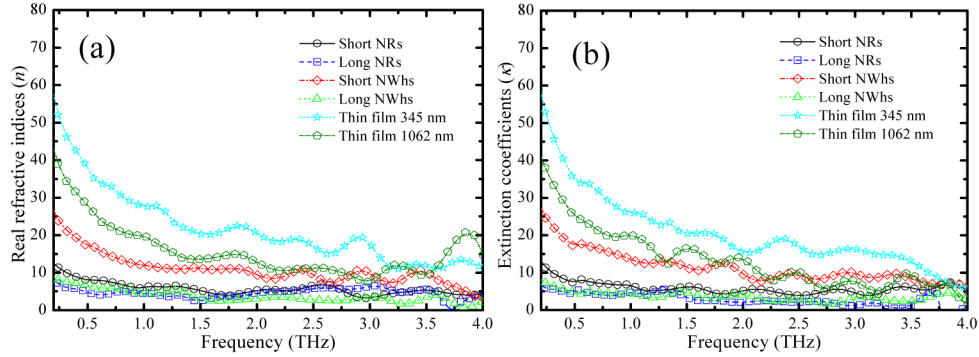 80
70
60
50
40
30
20
10
0
Real refractive indices (n)
(a)
Short NRs
Long NRs
Short NWhs
Long NWhs
Thin film 345 nm
Thin film 1062 nm
0.5 1.0 1.5 2.0 2.5 3.0 3.5 4.0
Frequency (THz)
80
70
60
50
40
30
20
10
0
Extinction ccoefficients (κ)
(b)
Short NRs
Long NRs
Short NWhs
Long NWhs
Thin film 345 nm
Thin film 1062 nm
0.5 1.0 1.5 2.0 2.5 3.0 3.5 4.0
Frequency (THz)